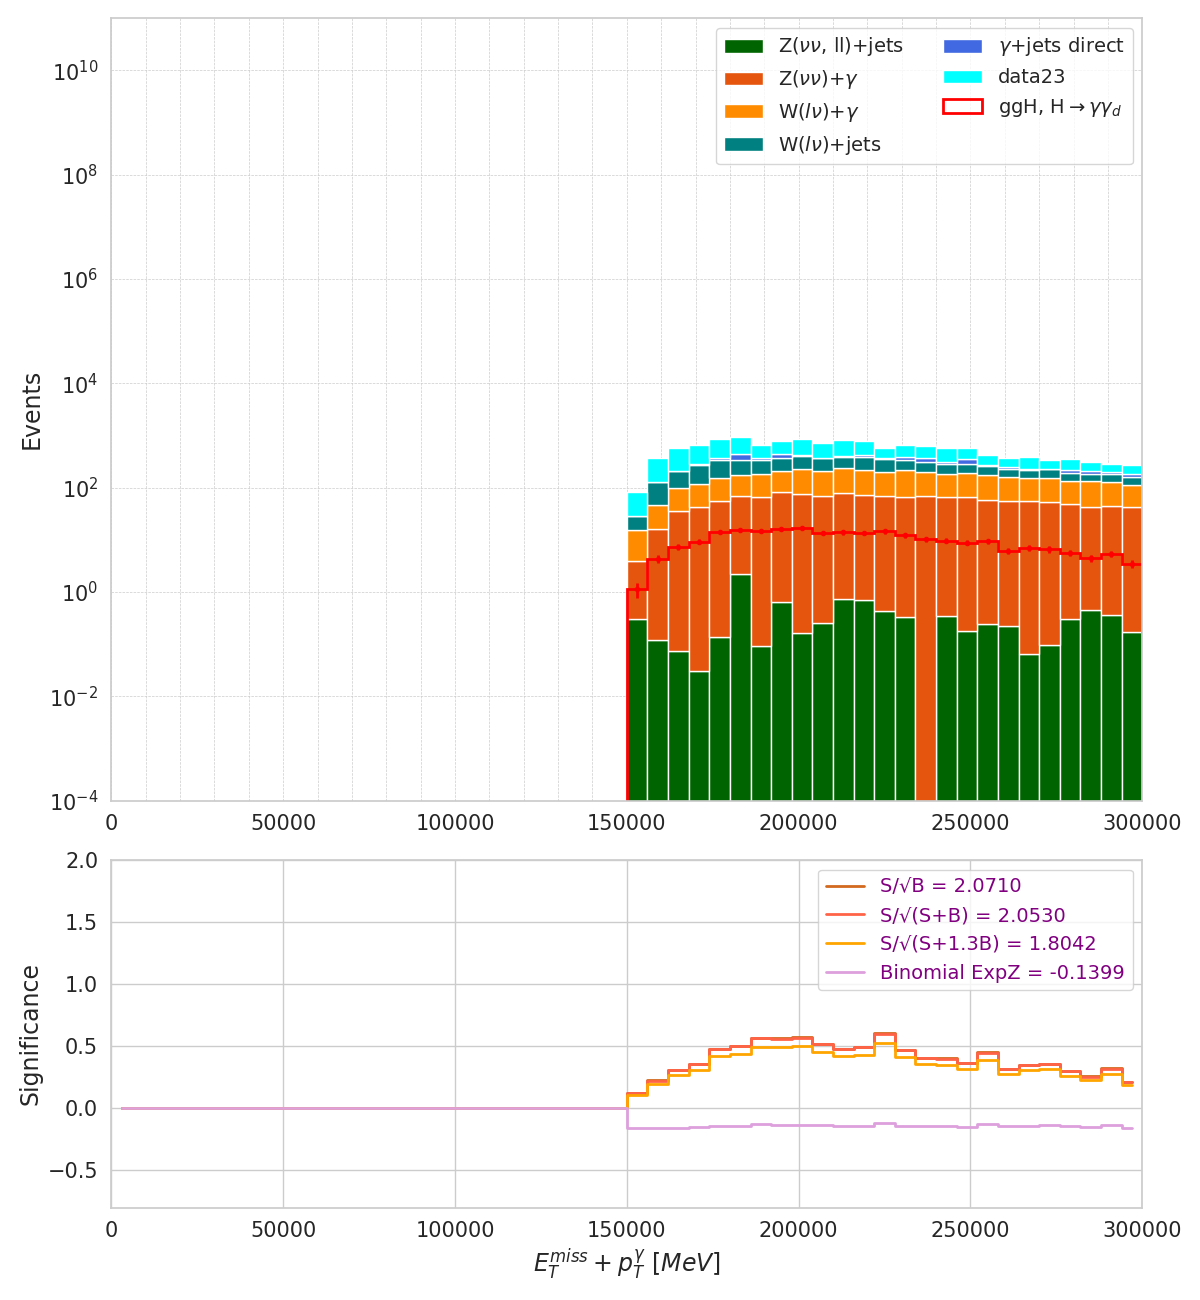 Z(νν, ll)+jets
Z(νν)+γ
W(lν)+γ
W(lν)+jets
γ+jets direct
data23
ggH, H→γγ_d
Events
10^10
10^8
10^6
10^4
10^2
10^0
10^−2
10^−4
0 50000 100000 150000 200000 250000 300000
Significance
2.0
1.5
1.0
0.5
0.0
−0.5
S/√B = 2.0710
S/√(S+B) = 2.0530
S/√(S+1.3B) = 1.8042
Binomial ExpZ = -0.1399
0 50000 100000 150000 200000 250000 300000
E_T^miss + p_T^γ [MeV]